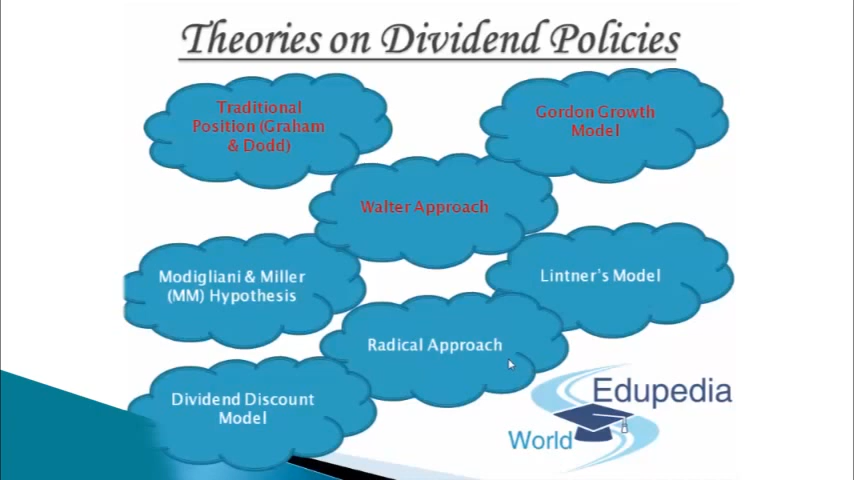 Theories on Dividend Policies
Traditional
Position (Graham
& Dodd)
Gordon Growth
Model
Walter Approach
Modigliani & Miller
(MM) Hypothesis
Lintner's Model
Radical Approach
Dividend Discount
Model
Edupedia
World